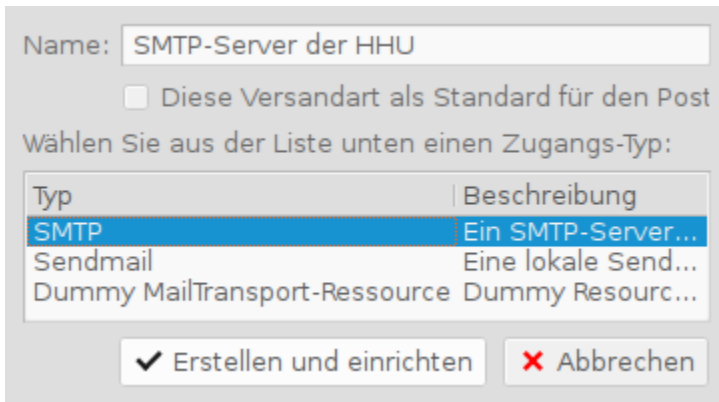 Name: SMTP-Server der HHU
Diese Versandart als Standard für den Post
Wählen Sie aus der Liste unten einen Zugangs-Typ:
Typ Beschreibung
SMTP Ein SMTP-Server...
Sendmail Eine lokale Send...
Dummy MailTransport-Ressource Dummy Resourc...
Erstellen und einrichten Abbrechen